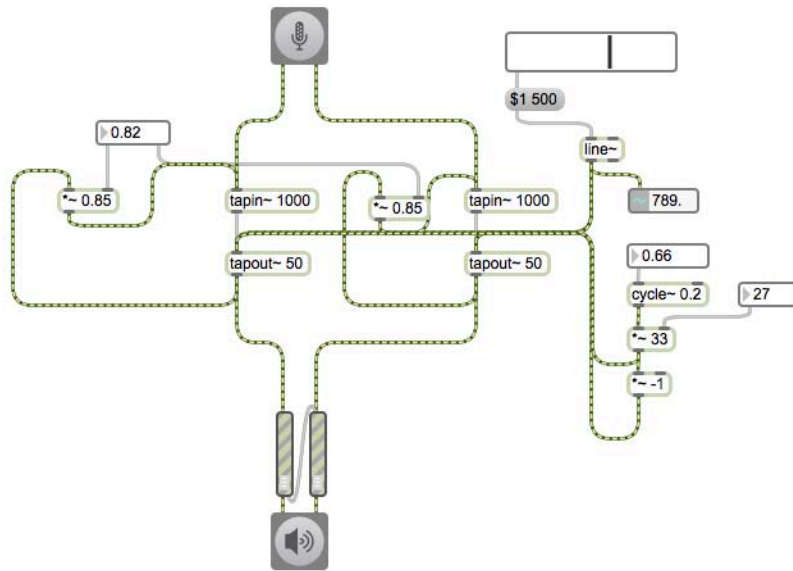 $1 500
0.82
line~
*~ 0.85
tapin~ 1000
*~ 0.85
tapin~ 1000
789.
tapout~ 50
tapout~ 50
0.66
cycle~ 0.2
27
*~ 33
*~ -1